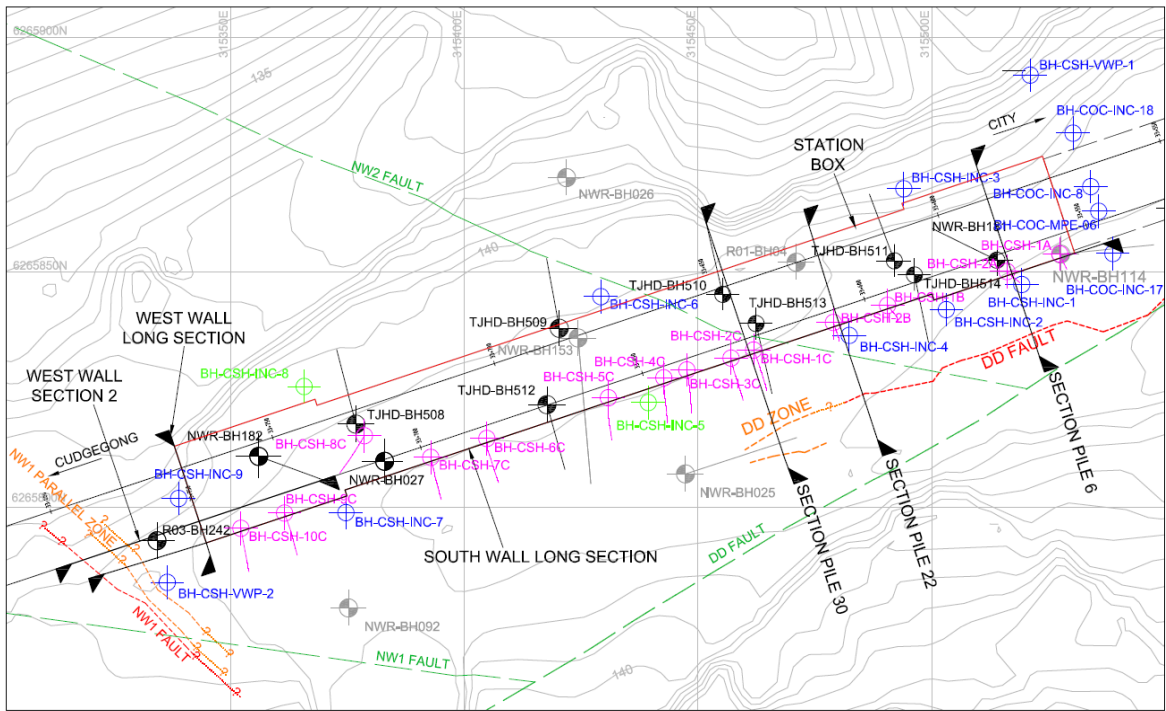 6265900N
315350
315400
315450
315500
135
BH-CSH-VWP-1
BH-COC-INC-18
CITY
STATION
BOX
NW2 FAULT
NWR-BH026
BH-CSH-INC-3
BH-COC-INC-8
BH-COC-MPE-06
NWR-BH18
140
R01-BH04
TJHD-BH511
BH-CSH-1A
BH-CSH-2A
6265850N
NWR-BH114
TJHD-BH510
TJHD-BH514
BH-COC-INC-17
BH-CSH-INC-6
TJHD-BH513
BH-CSH-1B
BH-CSH-INC-1
BH-CSH-INC-2
WEST WALL
LONG SECTION
TJHD-BH509
BH-CSH-2B
NWR-BH153
BH-CSH-2C
BH-CSH-INC-4
BH-CSH-4C
BH-CSH-1C
DD FAULT
WEST WALL
SECTION 2
BH-CSH-INC-8
BH-CSH-5C
BH-CSH-3C
TJHD-BH512
BH-CSH-INC-5
DD ZONE
?
SECTION PILE 6
TJHD-BH508
NWR-BH182
BH-CSH-8C
BH-CSH-6C
CUDGEGONG
BH-CSH-7C
NW1 PARALLEL ZONE
BH-CSH-INC-9
NWR-BH027
NWR-BH025
SECTION PILE 22
6265800N
BH-CSH-9C
BH-CSH-INC-7
R03-BH242
BH-CSH-10C
SOUTH WALL LONG SECTION
DD FAULT
SECTION PILE 30
BH-CSH-VWP-2
NWR-BH092
NW1 FAULT
NW1 FAULT
140